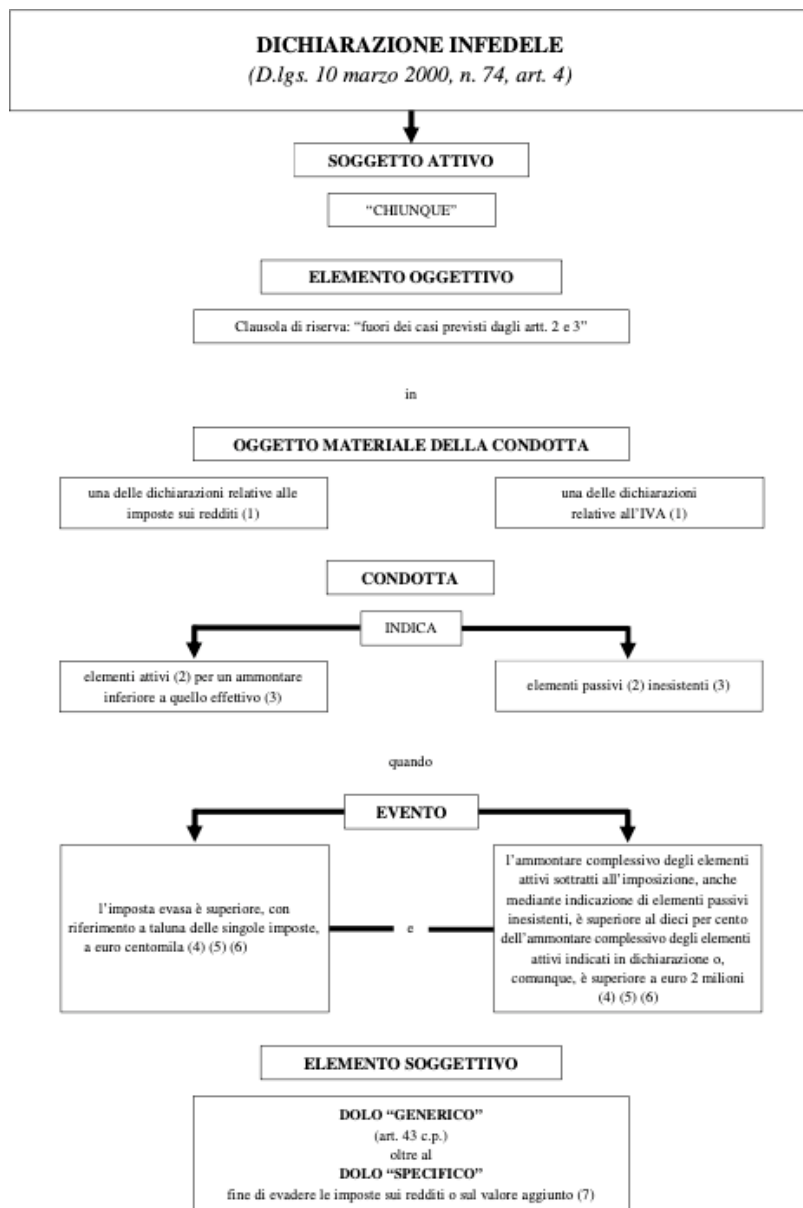 DICHIARAZIONE INFEDELE
(D.lgs. 10 marzo 2000, n. 74, art. 4)
SOGGETTO ATTIVO
“CHIUNQUE”
ELEMENTO OGGETTIVO
Clausola di riserva: “fuori dei casi previsti dagli artt. 2 e 3”
in
OGGETTO MATERIALE DELLA CONDOTTA
una delle dichiarazioni relative alle
imposte sui redditi (1)
una delle dichiarazioni
relative all’IVA (1)
CONDOTTA
INDICA
elementi attivi (2) per un ammontare
inferiore a quello effettivo (3)
elementi passivi (2) inesistenti (3)
quando
EVENTO
l’imposta evasa è superiore, con
riferimento a taluna delle singole imposte,
a euro centomila (4) (5) (6)
e
l’ammontare complessivo degli elementi
attivi sottratti all’imposizione, anche
mediante indicazione di elementi passivi
inesistenti, è superiore al dieci per cento
dell’ammontare complessivo degli elementi
attivi indicati in dichiarazione o,
comunque, è superiore a euro 2 milioni
(4) (5) (6)
ELEMENTO SOGGETTIVO
DOLO “GENERICO”
(art. 43 c.p.)
oltre al
DOLO “SPECIFICO”
fine di evadere le imposte sui redditi o sul valore aggiunto (7)